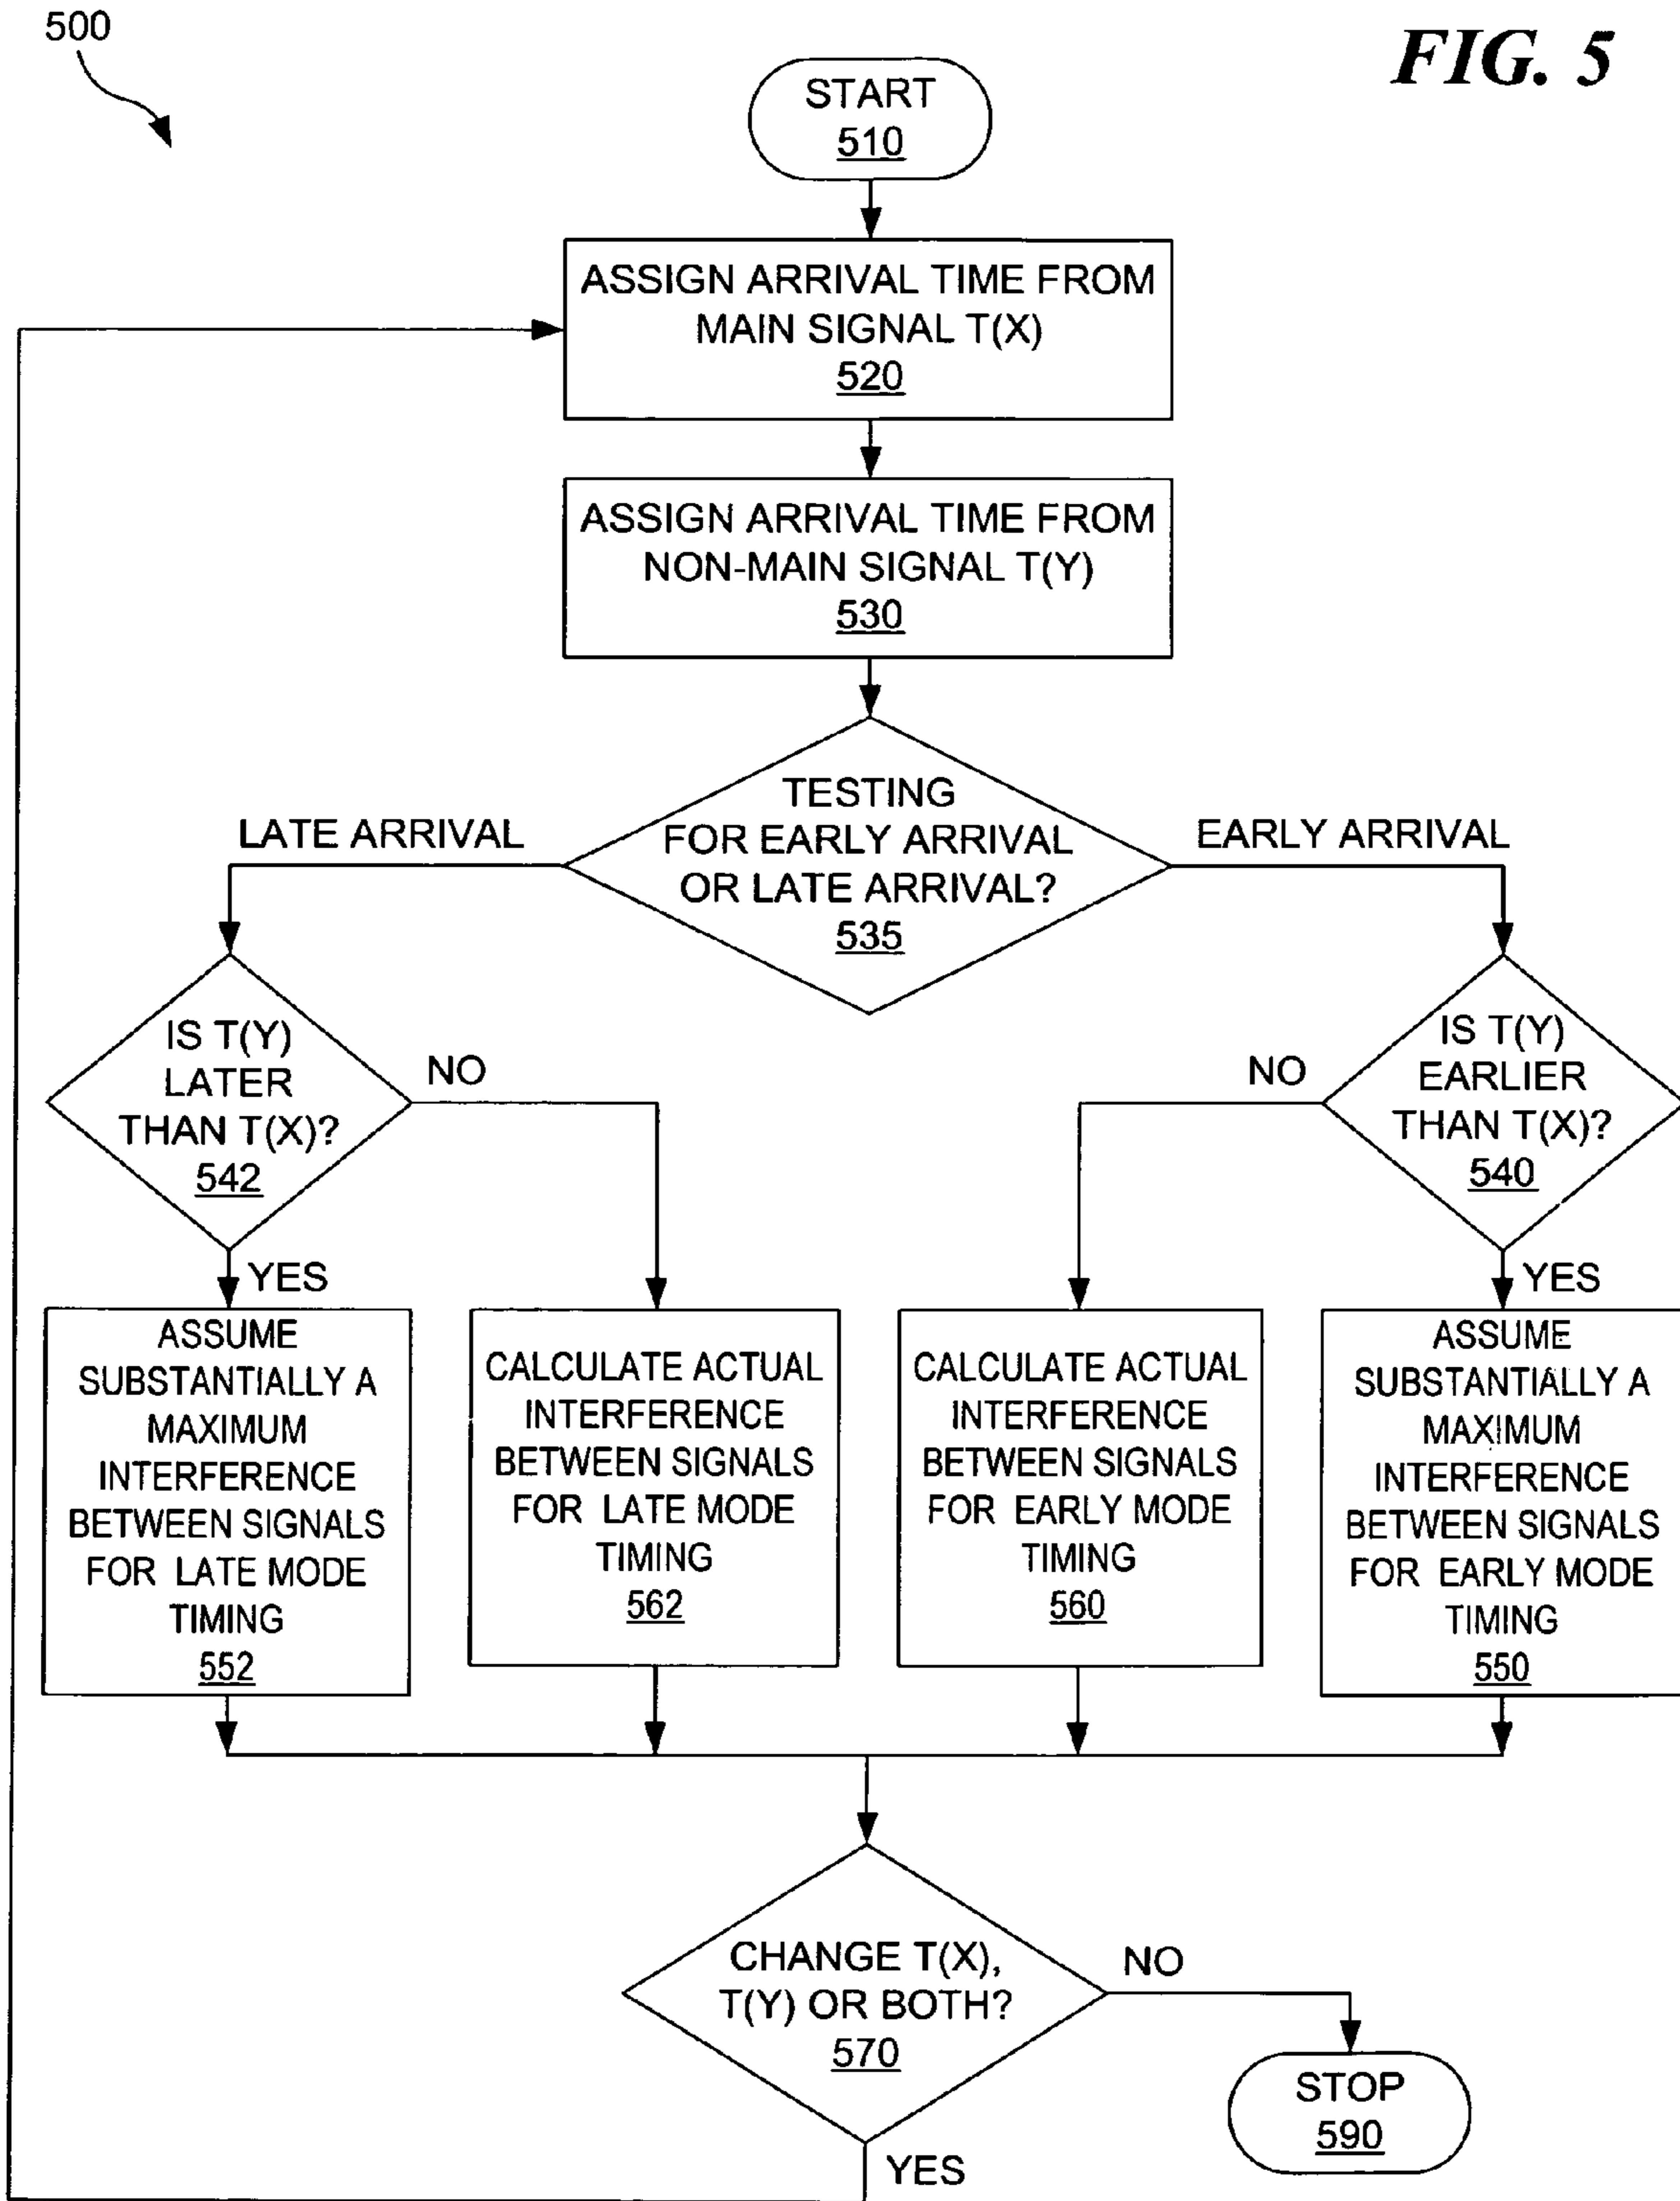 500
FIG. 5
START
510
ASSIGN ARRIVAL TIME FROM
MAIN SIGNAL T(X)
520
ASSIGN ARRIVAL TIME FROM
NON-MAIN SIGNAL T(Y)
530
TESTING
FOR EARLY ARRIVAL
OR LATE ARRIVAL?
535
LATE ARRIVAL
EARLY ARRIVAL
IS T(Y)
LATER
THAN T(X)?
542
NO
YES
NO
IS T(Y)
EARLIER
THAN T(X)?
540
YES
ASSUME
SUBSTANTIALLY A
MAXIMUM
INTERFERENCE
BETWEEN SIGNALS
FOR LATE MODE
TIMING
552
CALCULATE ACTUAL
INTERFERENCE
BETWEEN SIGNALS
FOR LATE MODE
TIMING
562
CALCULATE ACTUAL
INTERFERENCE
BETWEEN SIGNALS
FOR EARLY MODE
TIMING
560
ASSUME
SUBSTANTIALLY A
MAXIMUM
INTERFERENCE
BETWEEN SIGNALS
FOR EARLY MODE
TIMING
550
CHANGE T(X),
T(Y) OR BOTH?
570
NO
YES
STOP
590